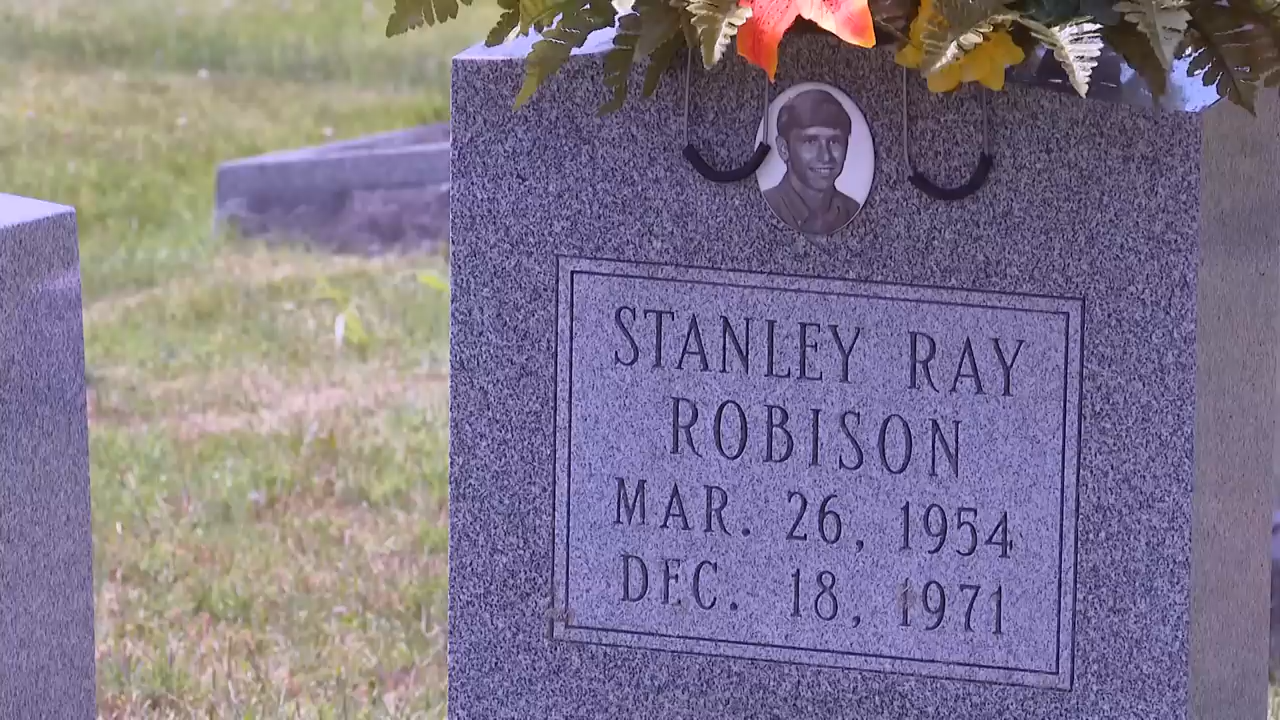 STANLEY RAY
ROBISON
MAR. 26, 1954
DEC. 18, 1971